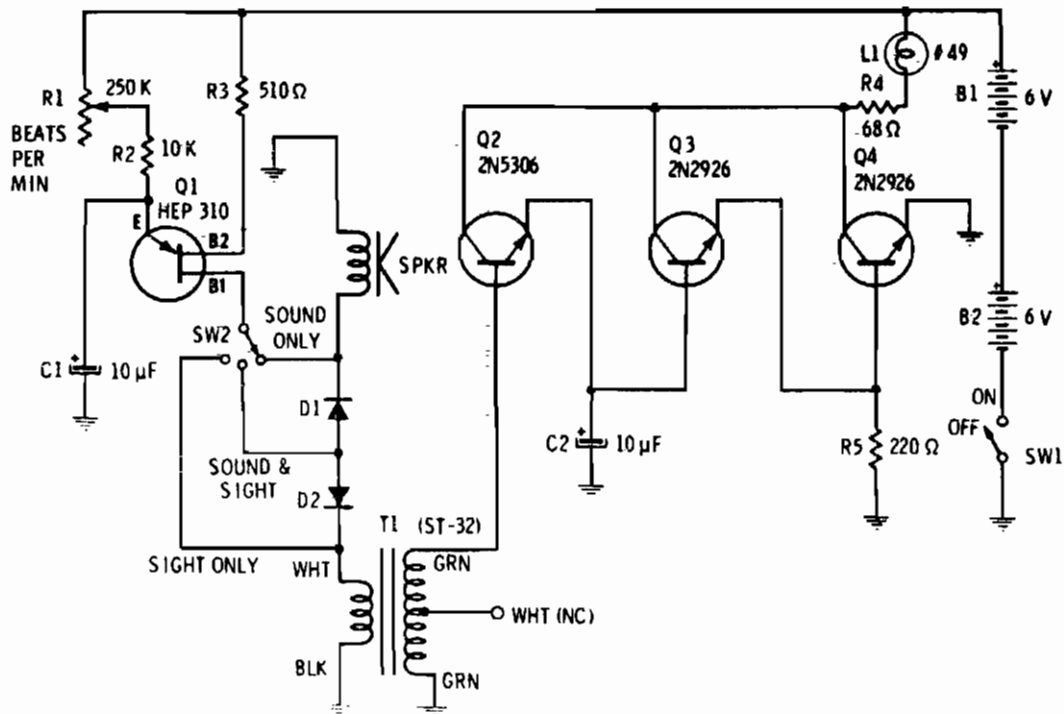 L1
#49
R1
250 K
R3
510Ω
R4
B1
6 V
BEATS
PER
MIN
R2
10 K
68Ω
Q2
2N5306
Q3
2N2926
Q4
2N2926
Q1
HEP 310
E
B2
B1
SPKR
SOUND
ONLY
SW2
B2
6 V
C1
+
10 µF
D1
ON
OFF
SW1
C2
+
10 µF
R5
220 Ω
SOUND &
SIGHT
D2
T1
(ST-32)
SIGHT ONLY
WHT
GRN
WHT (NC)
BLK
GRN